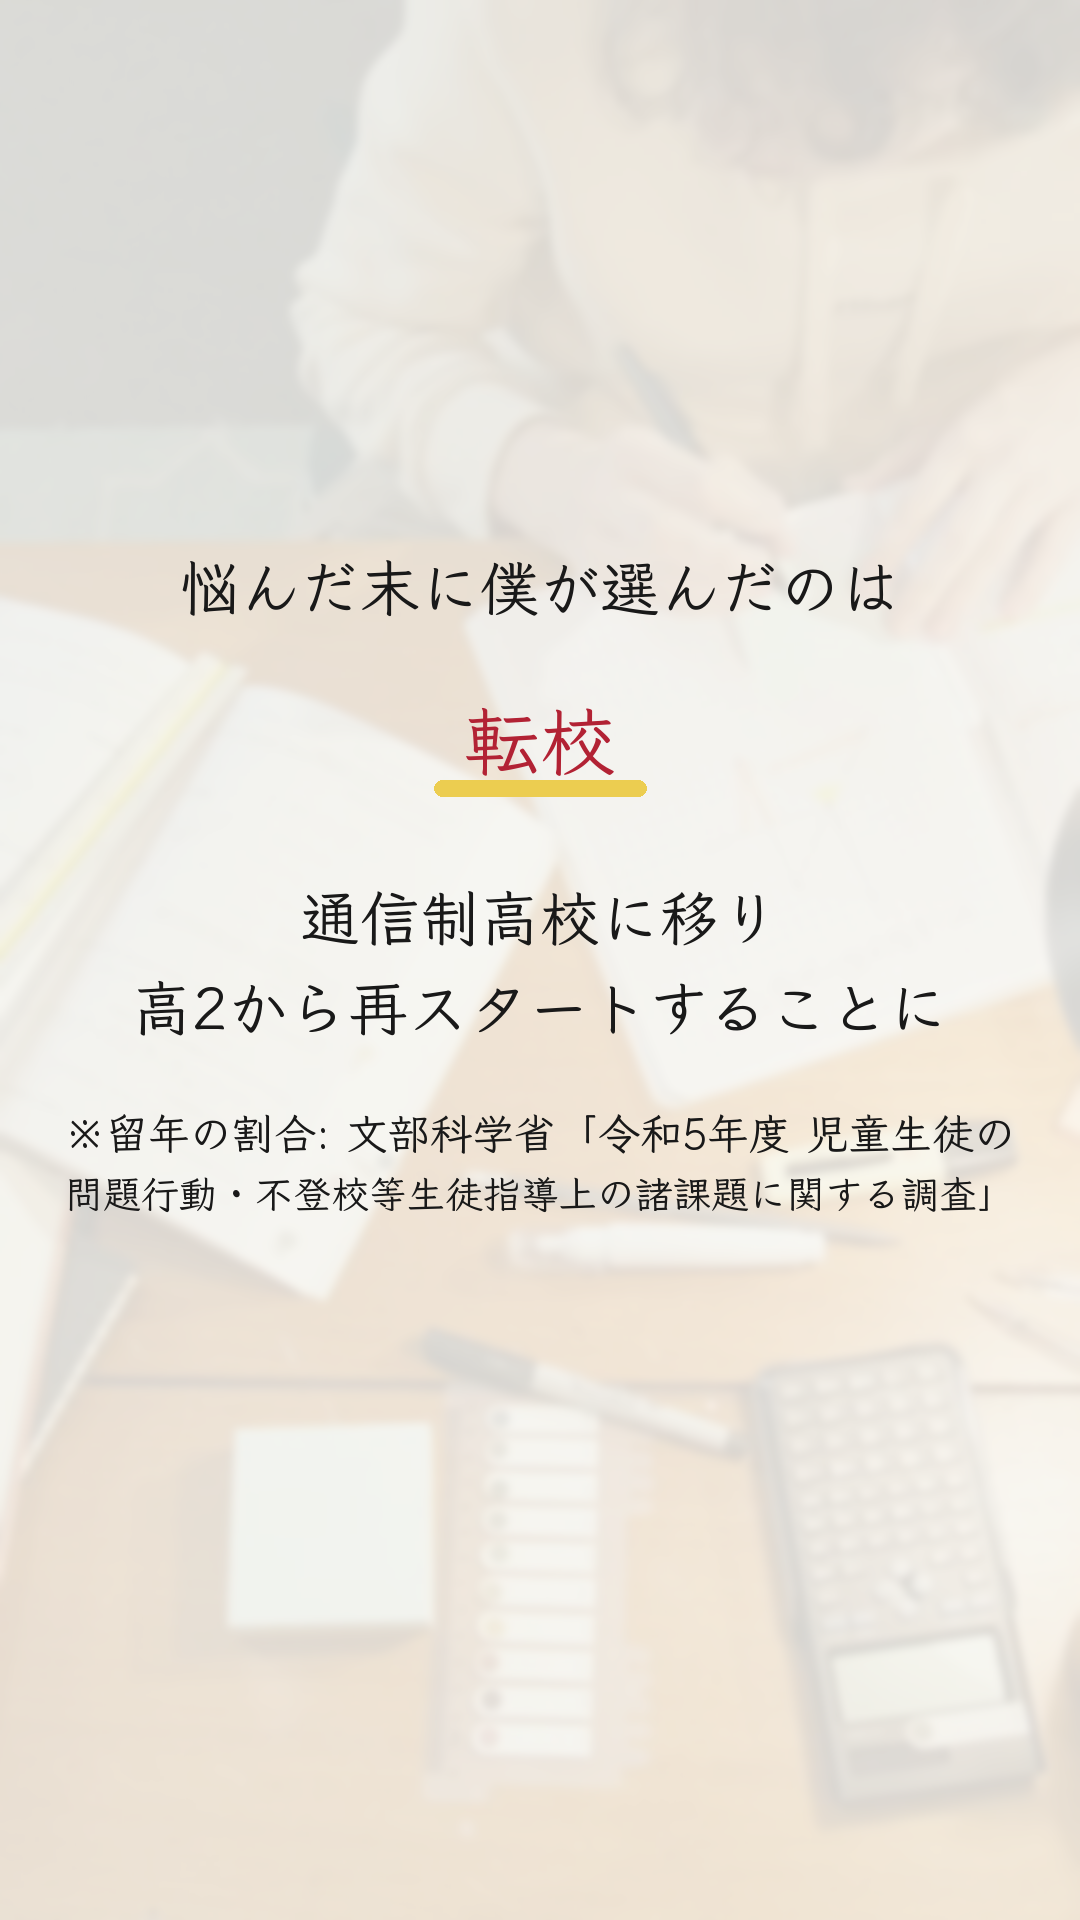 悩んだ末に僕が選んだのは
転校
通信制高校に移り
高2から再スタートすることに
※留年の割合: 文部科学省「令和5年度 児童生徒の
問題行動・不登校等生徒指導上の諸課題に関する調査」